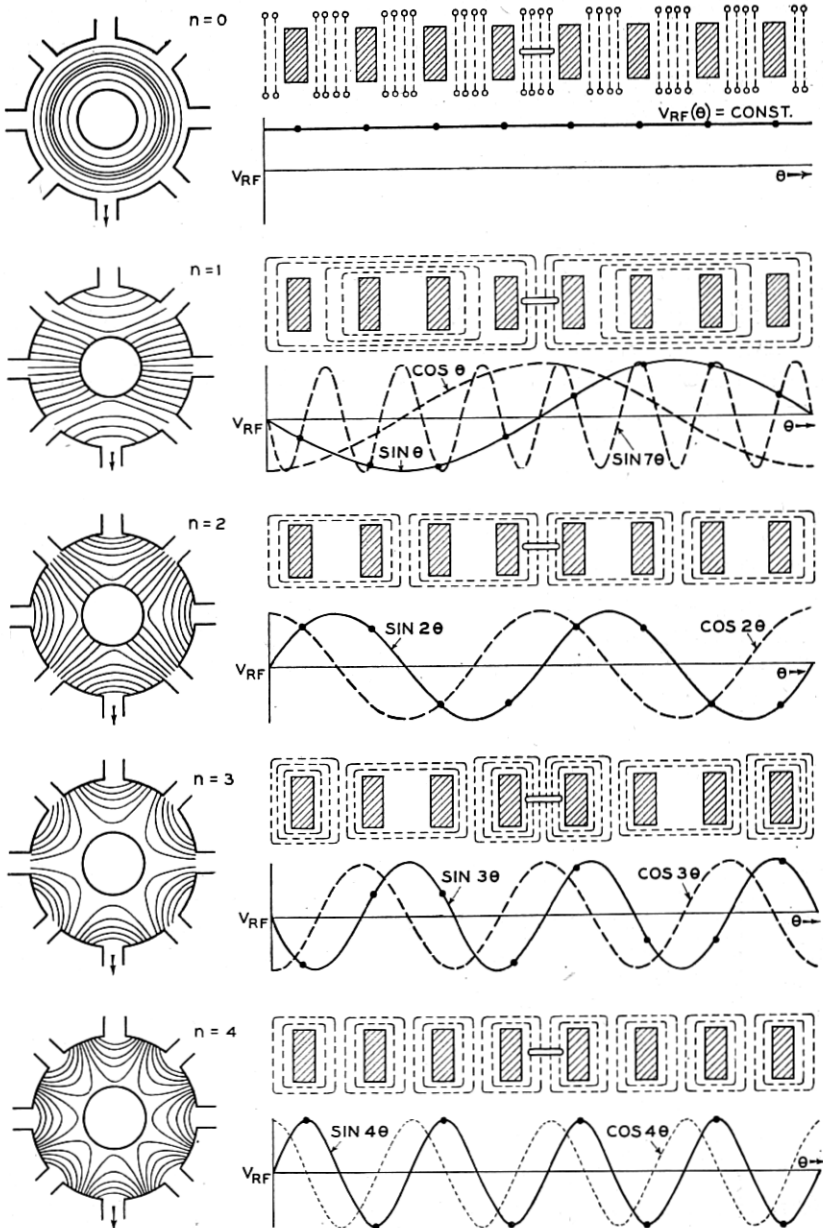 n=0
V_RF(θ) = CONST.
V_RF
θ
n=1
COS θ
V_RF
SIN θ
SIN 7θ
θ
n=2
SIN 2θ
COS 2θ
V_RF
θ
n=3
SIN 3θ
COS 3θ
V_RF
θ
n=4
SIN 4θ
COS 4θ
V_RF
θ